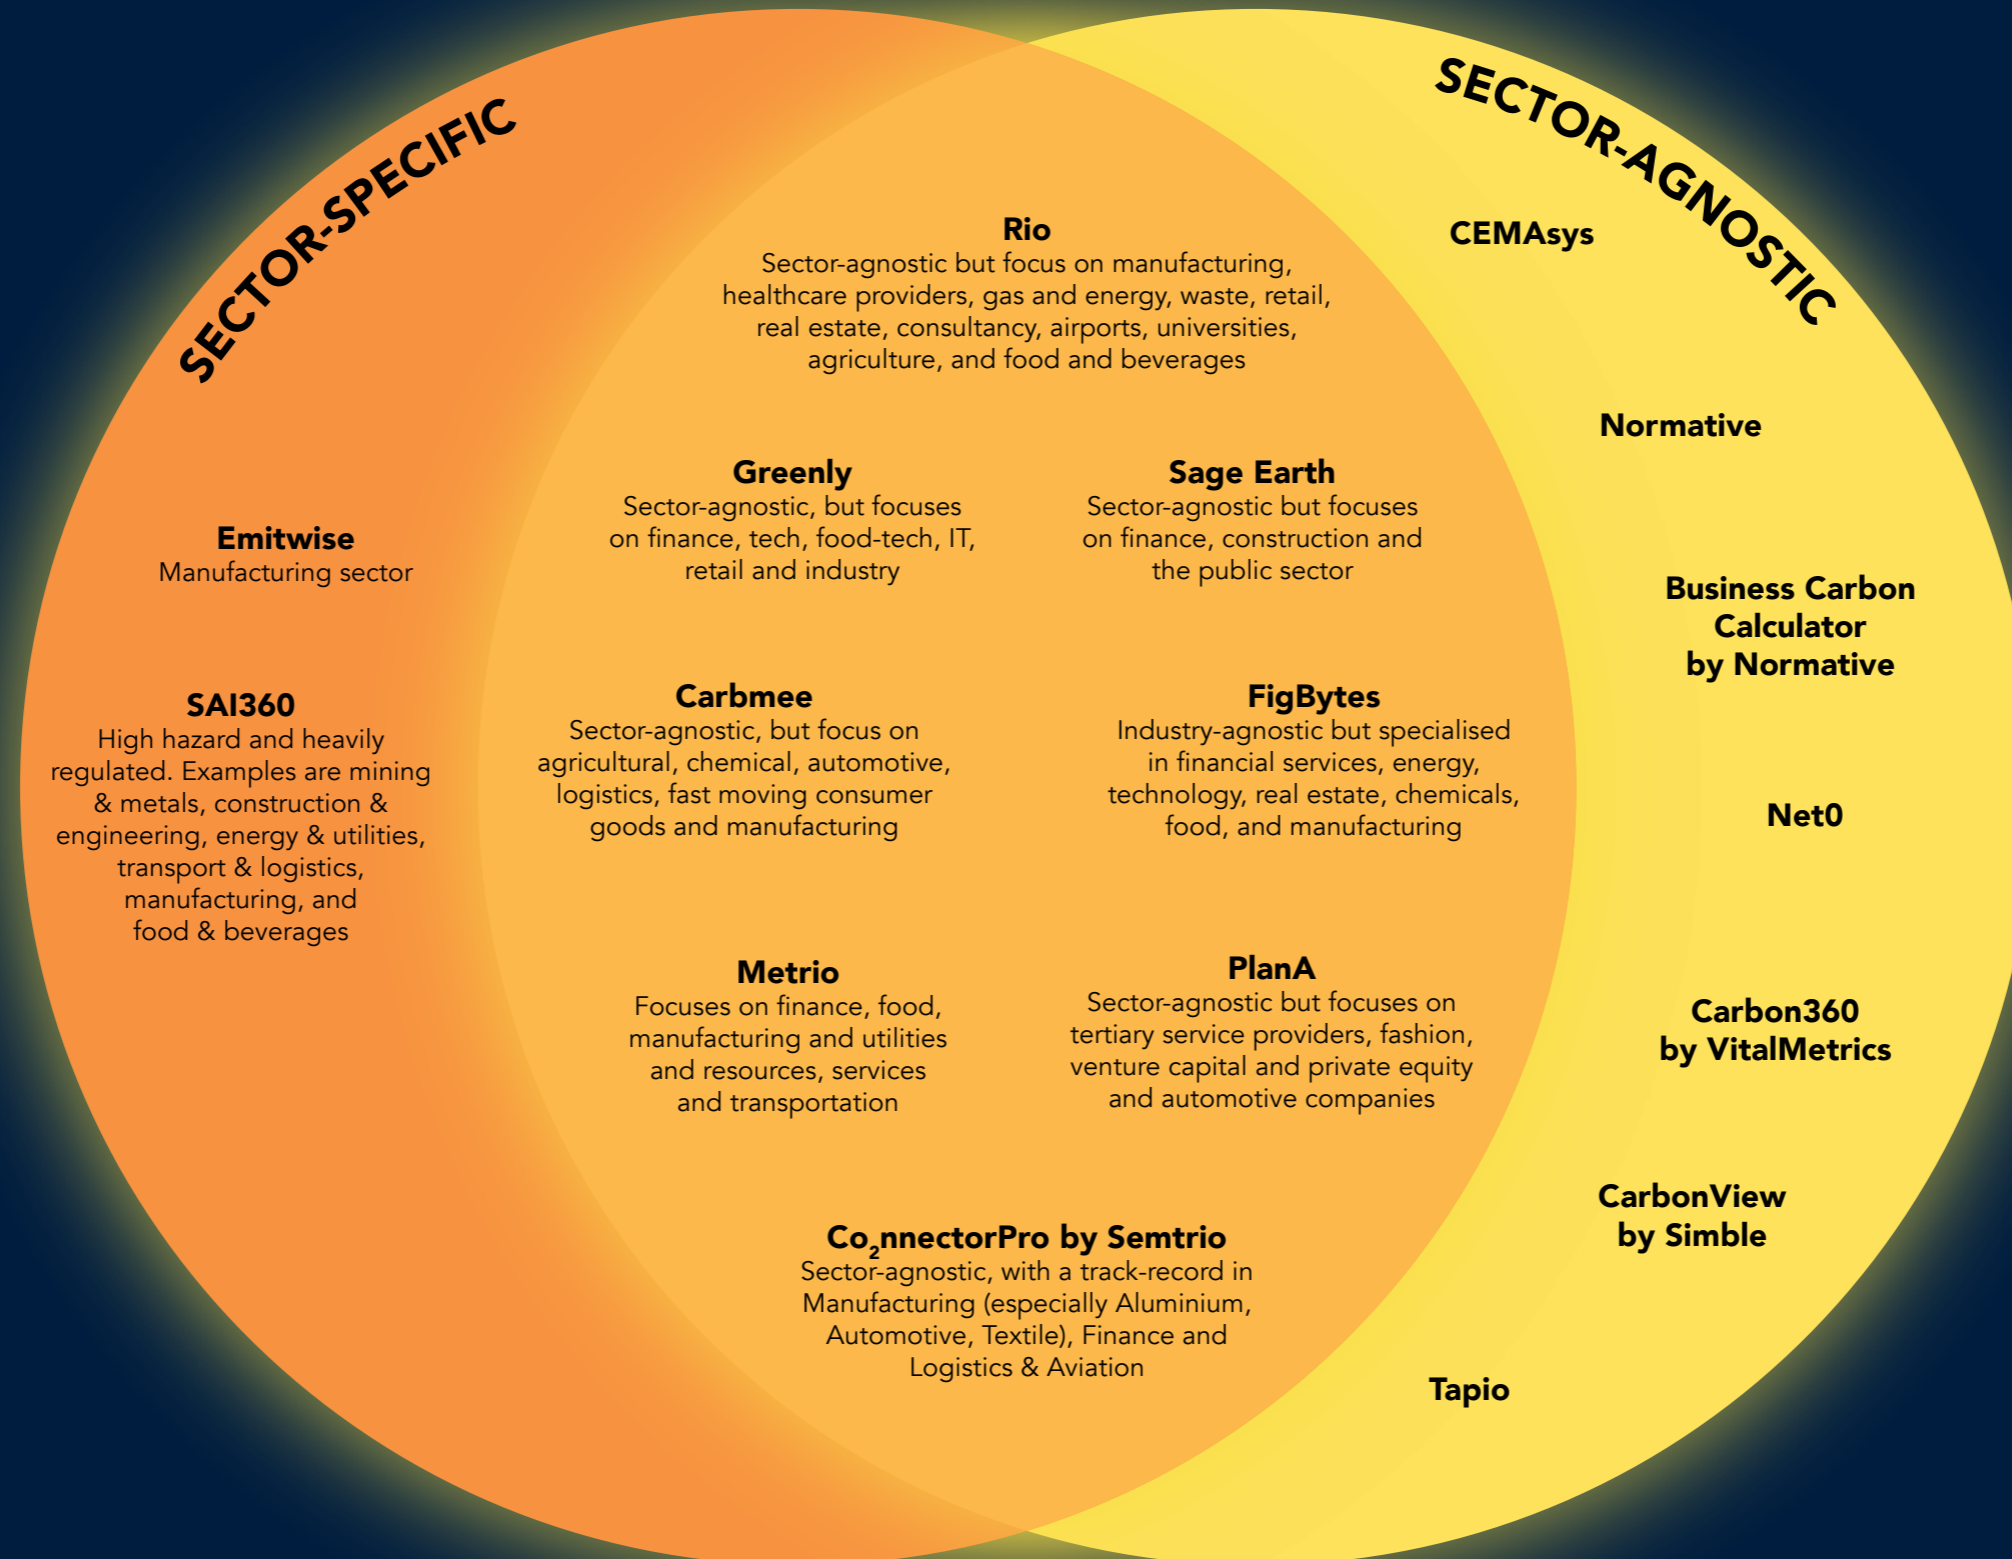 SECTOR-SPECIFIC
SECTOR-AGNOSTIC
Rio
Sector-agnostic but focus on manufacturing,
healthcare providers, gas and energy, waste, retail,
real estate, consultancy, airports, universities,
agriculture, and food and beverages
Greenly
Sector-agnostic, but focuses
on finance, tech, food-tech, IT,
retail and industry
Sage Earth
Sector-agnostic but focuses
on finance, construction and
the public sector
Emitwise
Manufacturing sector
SAI360
High hazard and heavily
regulated. Examples are mining
& metals, construction &
engineering, energy & utilities,
transport & logistics,
manufacturing, and
food & beverages
Carbmee
Sector-agnostic, but focus on
agricultural, chemical, automotive,
logistics, fast moving consumer
goods and manufacturing
FigBytes
Industry-agnostic but specialised
in financial services, energy,
technology, real estate, chemicals,
food, and manufacturing
Metrio
Focuses on finance, food,
manufacturing and utilities
and resources, services
and transportation
PlanA
Sector-agnostic but focuses on
tertiary service providers, fashion,
venture capital and private equity
and automotive companies
Co₂nnectorPro by Semtrio
Sector-agnostic, with a track-record in
Manufacturing (especially Aluminium,
Automotive, Textile), Finance and
Logistics & Aviation
CEMAsys
Normative
Business Carbon
Calculator
by Normative
Net0
Carbon360
by VitalMetrics
CarbonView
by Simble
Tapio